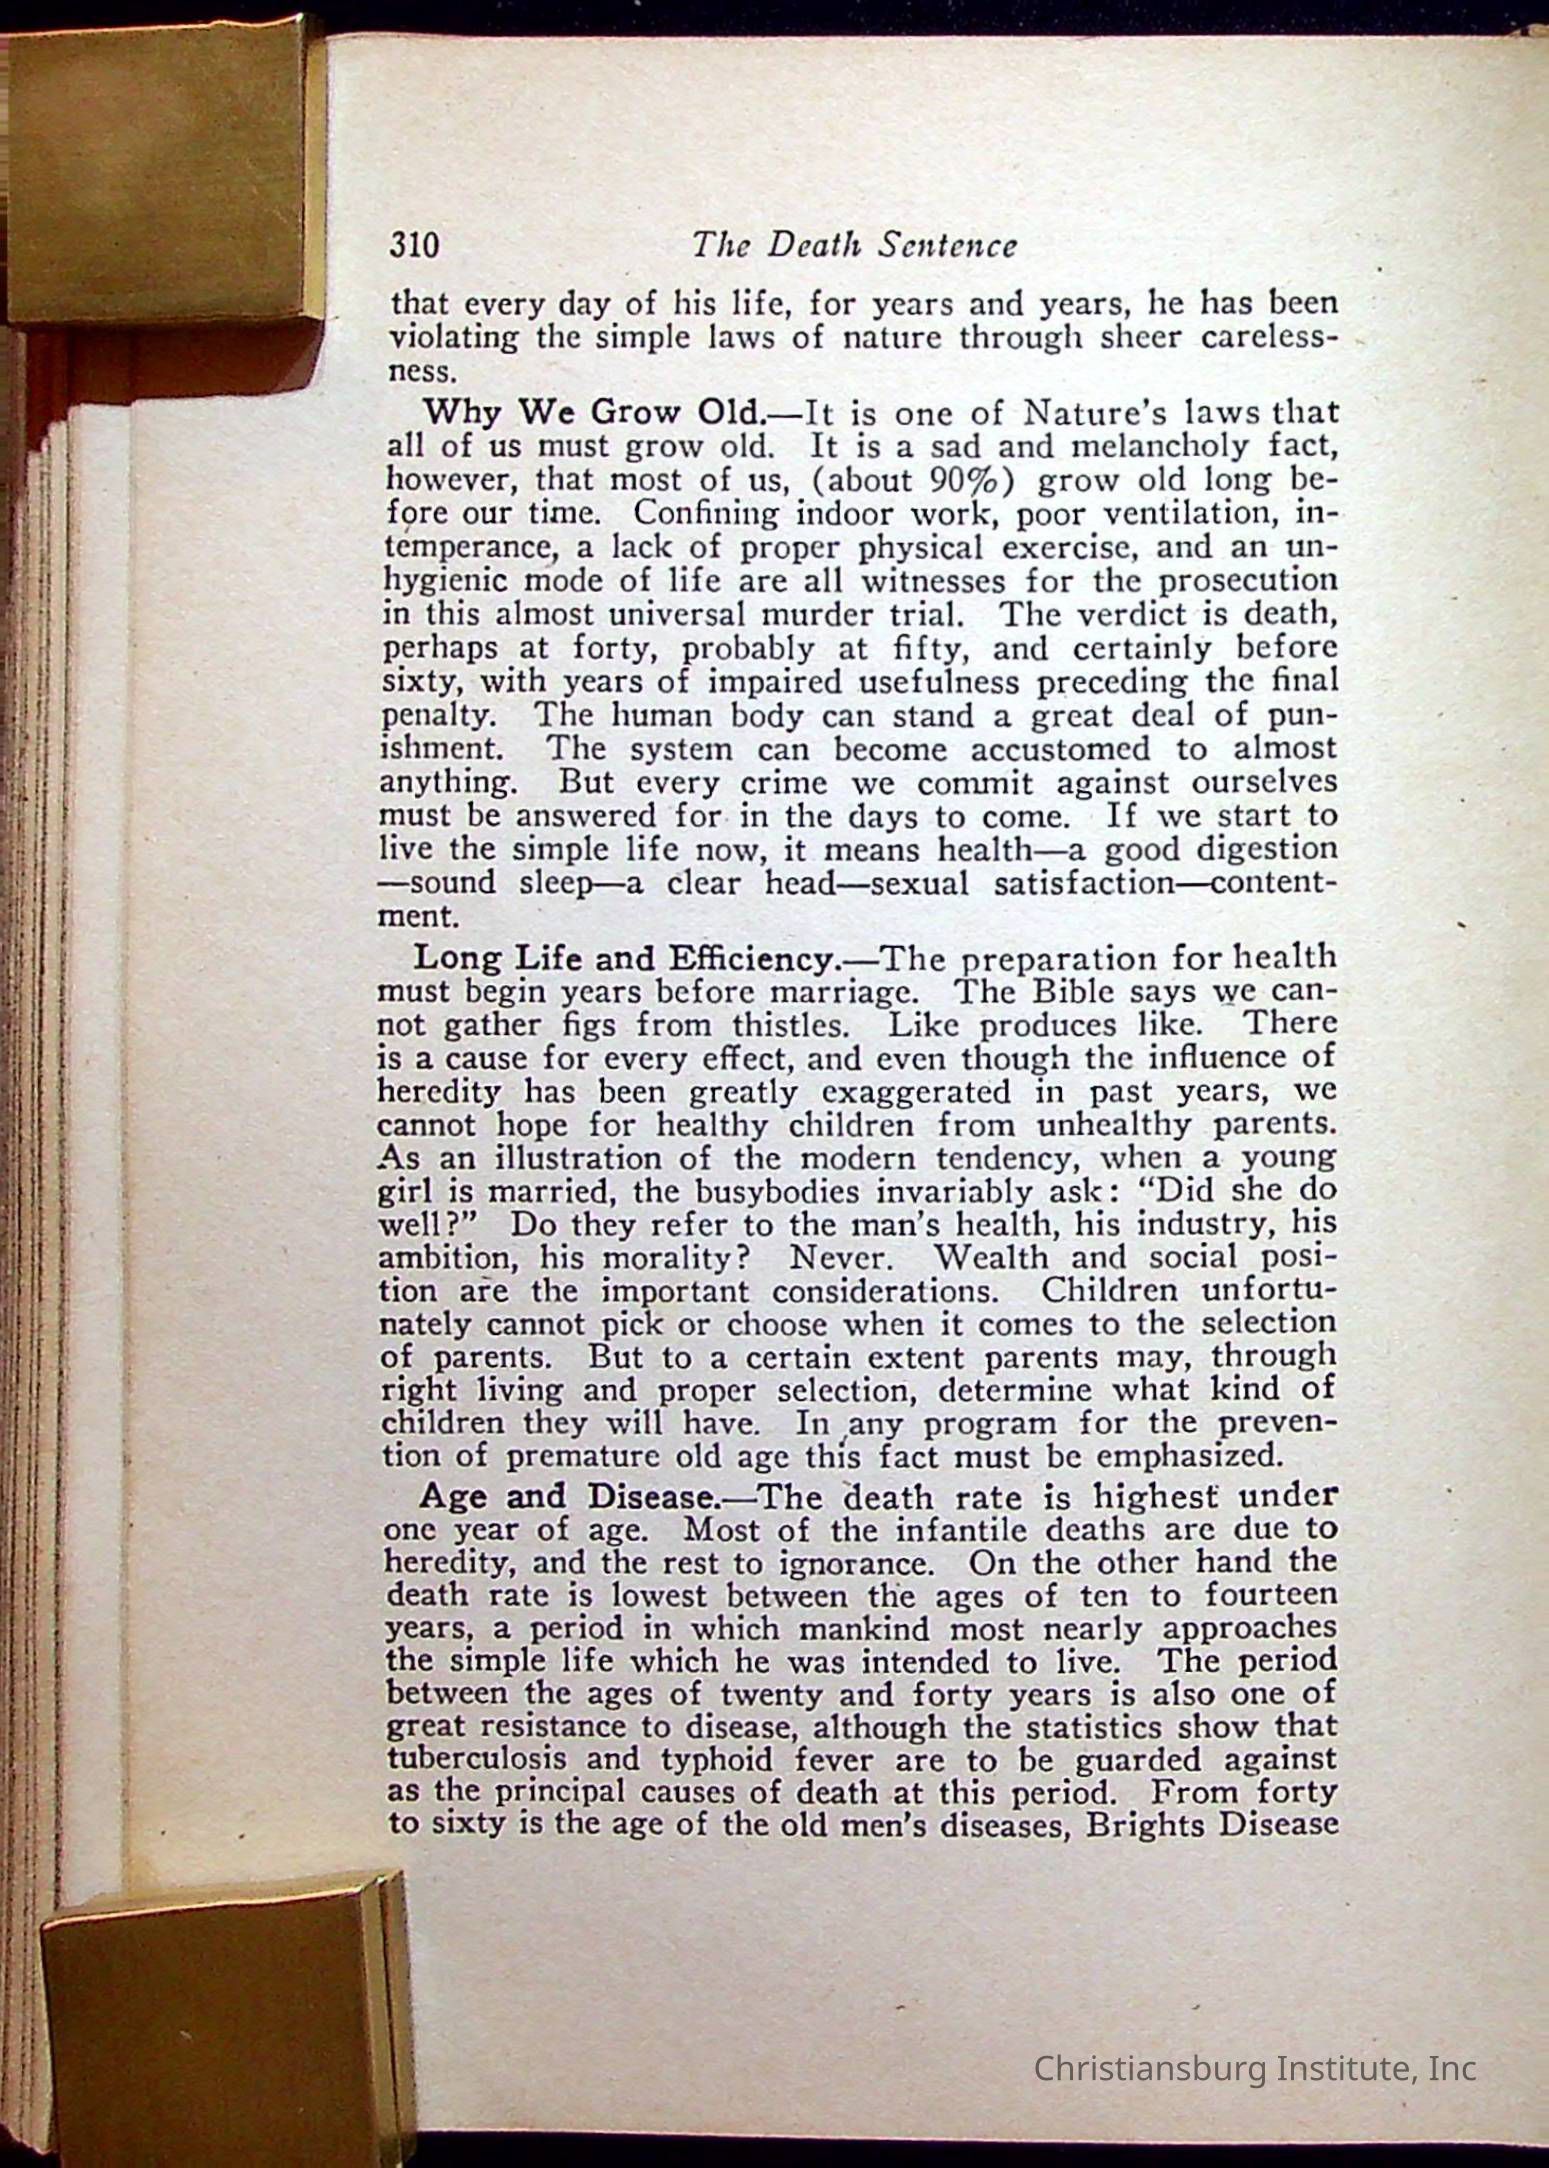 310 The Death Sentence
that every day of his life, for years and years, he has been
violating the simple laws of nature through sheer careless-
ness.
Why We Grow Old.—It is one of Nature's laws that
all of us must grow old. It is a sad and melancholy fact,
however, that most of us, (about 90%) grow old long be-
fore our time. Confining indoor work, poor ventilation, in-
temperance, a lack of proper physical exercise, and an un-
hygienic mode of life are all witnesses for the prosecution
in this almost universal murder trial. The verdict is death,
perhaps at forty, probably at fifty, and certainly before
sixty, with years of impaired usefulness preceding the final
penalty. The human body can stand a great deal of pun-
ishment. The system can become accustomed to almost
anything. But every crime we commit against ourselves
must be answered for in the days to come. If we start to
live the simple life now, it means health—a good digestion
—sound sleep—a clear head—sexual satisfaction—content-
ment.
Long Life and Efficiency.—The preparation for health
must begin years before marriage. The Bible says we can-
not gather figs from thistles. Like produces like. There
is a cause for every effect, and even though the influence of
heredity has been greatly exaggerated in past years, we
cannot hope for healthy children from unhealthy parents.
As an illustration of the modern tendency, when a young
girl is married, the busybodies invariably ask: “Did she do
well?” Do they refer to the man's health, his industry, his
ambition, his morality? Never. Wealth and social posi-
tion are the important considerations. Children unfortu-
nately cannot pick or choose when it comes to the selection
of parents. But to a certain extent parents may, through
right living and proper selection, determine what kind of
children they will have. In any program for the preven-
tion of premature old age this fact must be emphasized.
Age and Disease.—The death rate is highest under
one year of age. Most of the infantile deaths are due to
heredity, and the rest to ignorance. On the other hand the
death rate is lowest between the ages of ten to fourteen
years, a period in which mankind most nearly approaches
the simple life which he was intended to live. The period
between the ages of twenty and forty years is also one of
great resistance to disease, although the statistics show that
tuberculosis and typhoid fever are to be guarded against
as the principal causes of death at this period. From forty
to sixty is the age of the old men's diseases, Brights Disease
Christiansburg Institute, Inc